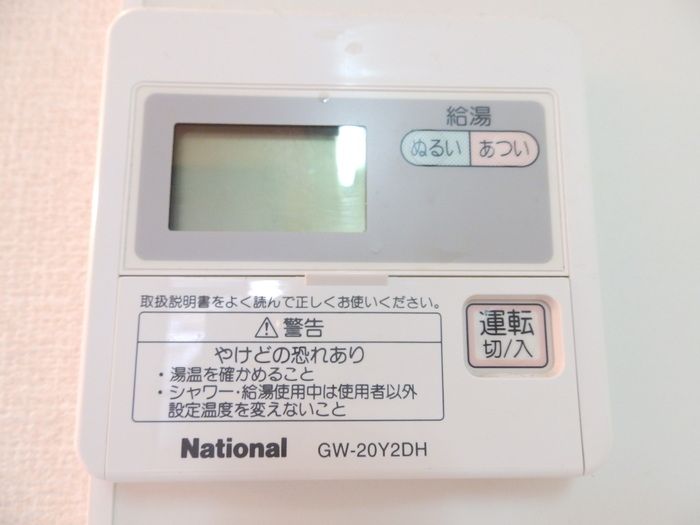 給湯
ぬるい あつい
取扱説明書をよく読んで正しくお使いください。
⚠警告
やけどの恐れあり
・湯温を確かめること
・シャワー・給湯使用中は使用者以外
設定温度を変えないこと
運転
切/入
National GW-20Y2DH